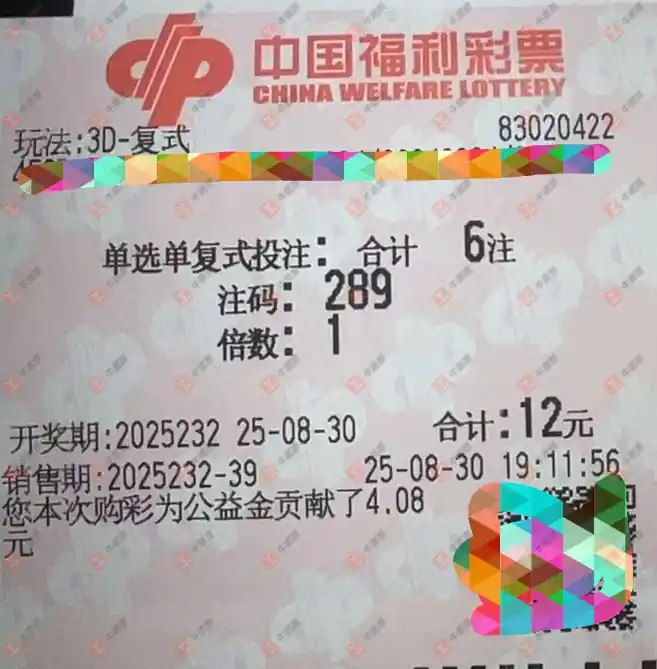 中国福利彩票
CHINA WELFARE LOTTERY
玩法:3D-复式 83020422
单选单复式投注: 合计 6注
注码: 289
倍数: 1
开奖期:2025232 25-08-30 合计:12元
销售期:2025232-39 25-08-30 19:11:56
您本次购彩为公益金贡献了4.08
元